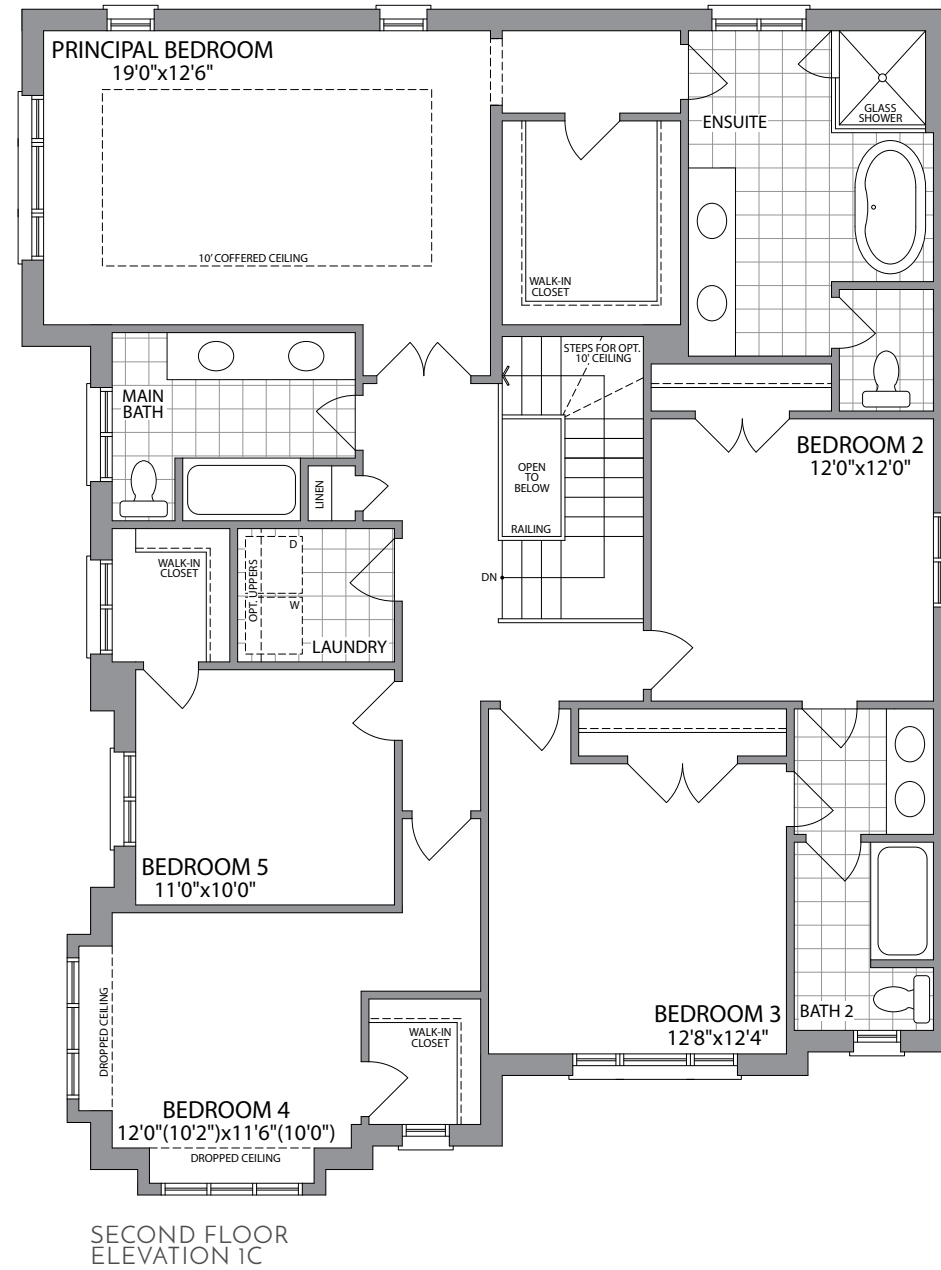 PRINCIPAL BEDROOM
19'0"x12'6"
10' COFFERED CEILING
WALK-IN
CLOSET
ENSUITE
GLASS
SHOWER
MAIN
BATH
LINEN
STEPS FOR OPT.
10' CEILING
OPEN
TO
BELOW
RAILING
DN
BEDROOM 2
12'0"x12'0"
WALK-IN
CLOSET
OPT. UPPERS
D
W
LAUNDRY
BEDROOM 5
11'0"x10'0"
BEDROOM 3
12'8"x12'4"
BATH 2
DROPPED CEILING
WALK-IN
CLOSET
BEDROOM 4
12'0"(10'2")x11'6"(10'0")
DROPPED CEILING
SECOND FLOOR
ELEVATION 1C